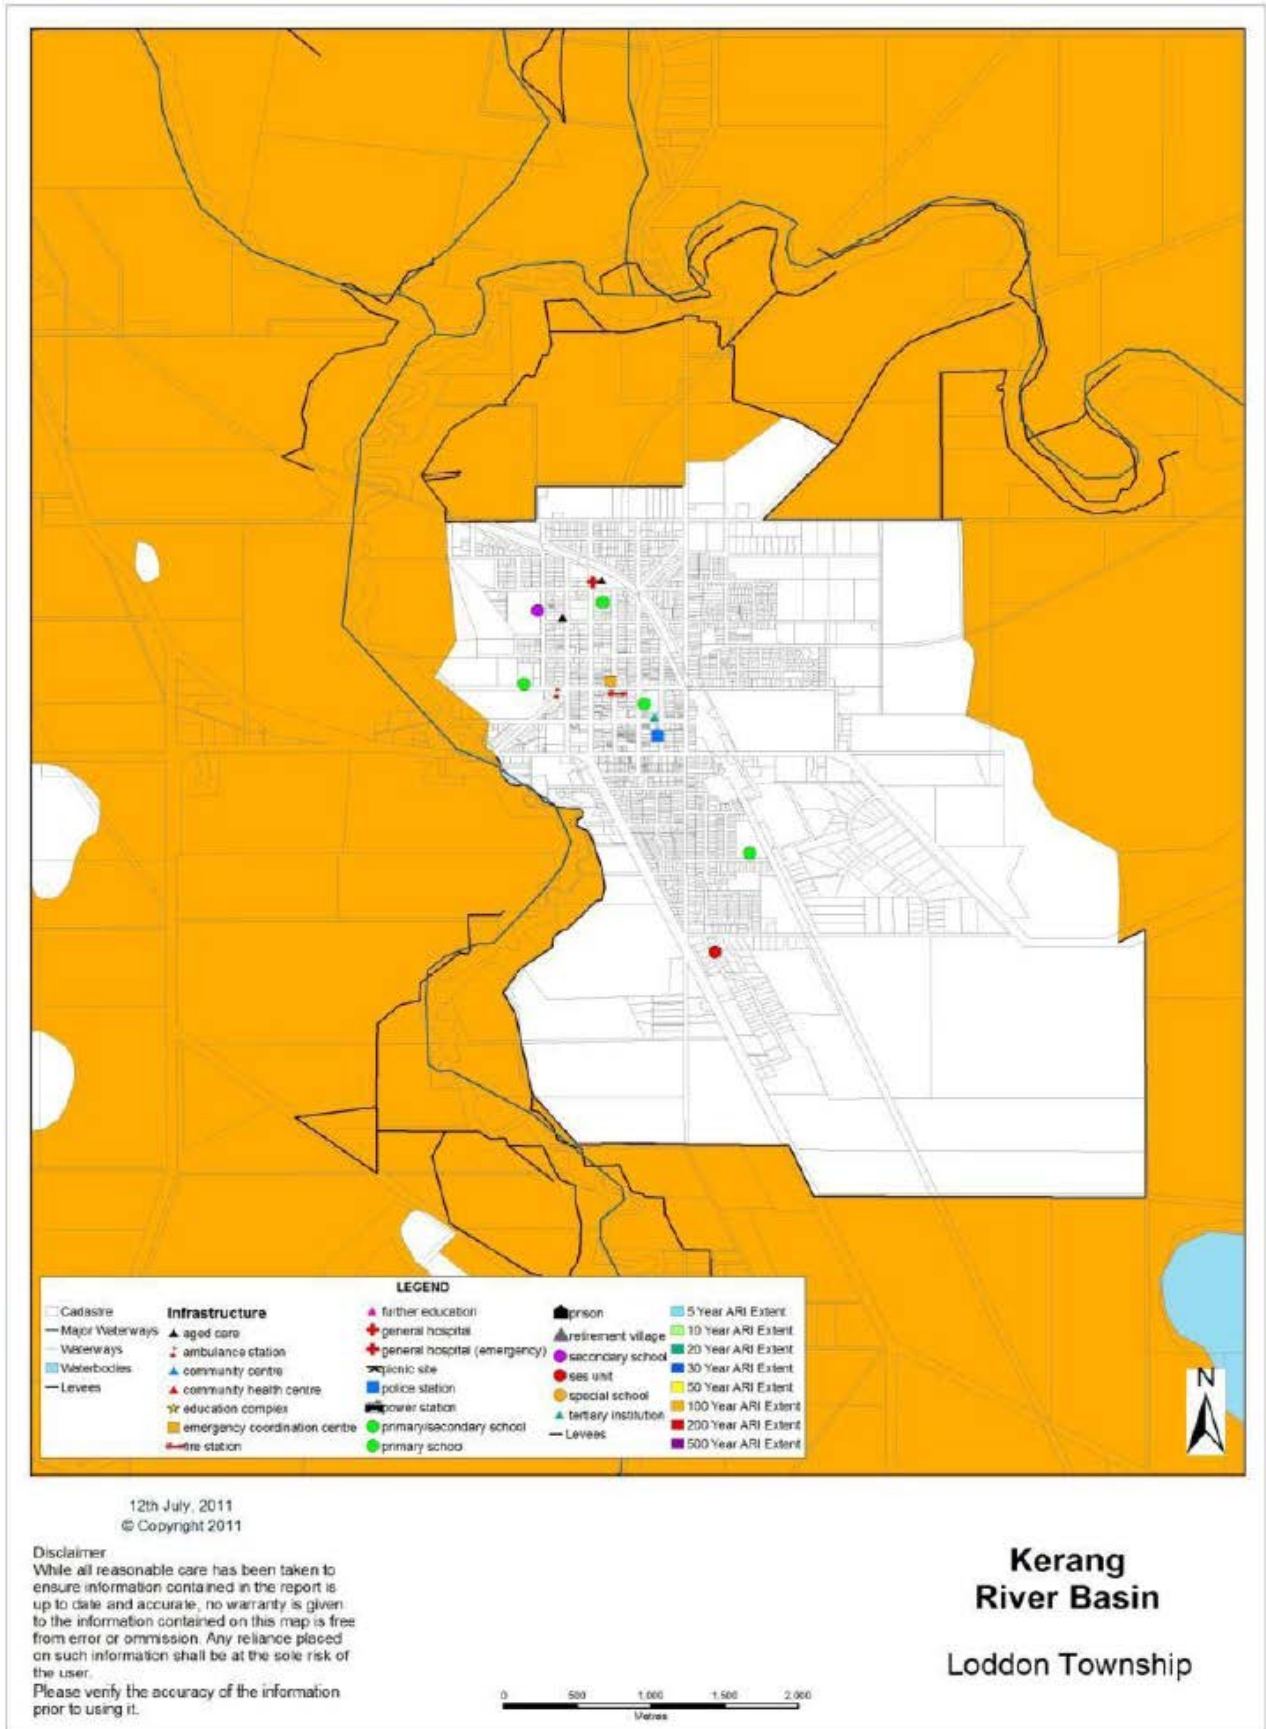 LEGEND
Cadastre
Major Waterways
Waterways
Waterbodies
Levees
Infrastructure
aged care
ambulance station
community centre
community health centre
education complex
emergency coordination centre
fire station
further education
general hospital
general hospital (emergency)
picnic site
police station
power station
primary/secondary school
primary school
prison
retirement village
secondary school
ses unit
special school
tertiary institution
Levees
5 Year ARI Extent
10 Year ARI Extent
20 Year ARI Extent
30 Year ARI Extent
50 Year ARI Extent
100 Year ARI Extent
200 Year ARI Extent
500 Year ARI Extent
N
12th July, 2011
© Copyright 2011
Disclaimer
While all reasonable care has been taken to
ensure information contained in the report is
up to date and accurate, no warranty is given
to the information contained on this map is free
from error or ommission. Any reliance placed
on such information shall be at the sole risk of
the user.
Please verify the accuracy of the information
prior to using it.
0 500 1,000 1,500 2,000
Metres
Kerang
River Basin
Loddon Township